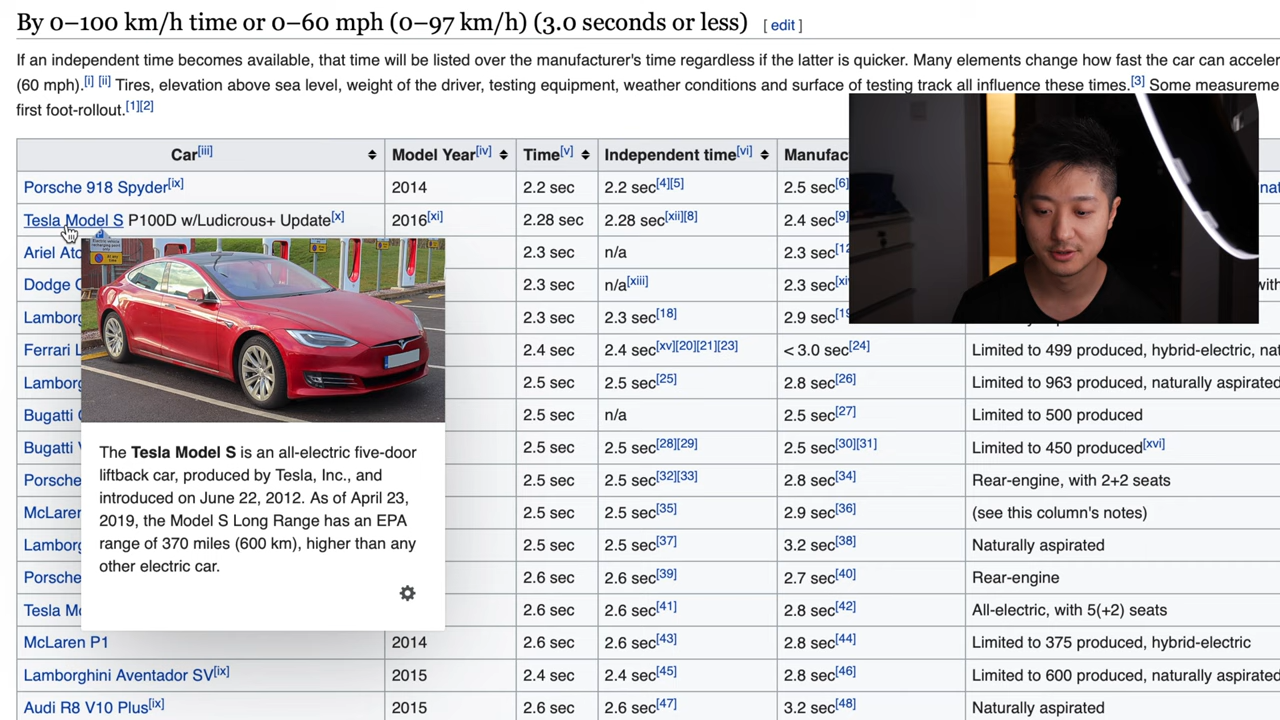 By 0–100 km/h time or 0–60 mph (0–97 km/h) (3.0 seconds or less) [ edit ]
If an independent time becomes available, that time will be listed over the manufacturer's time regardless if the latter is quicker. Many elements change how fast the car can acceler
(60 mph).[i] [ii] Tires, elevation above sea level, weight of the driver, testing equipment, weather conditions and surface of testing track all influence these times.[3] Some measureme
first foot-rollout.[1][2]
Car[iii] Model Year[iv] Time[v] Independent time[vi] Manufac
Porsche 918 Spyder[ix] 2014 2.2 sec 2.2 sec[4][5] 2.5 sec[6] nat
Tesla Model S P100D w/Ludicrous+ Update[x] 2016[xi] 2.28 sec 2.28 sec[xii][8] 2.4 sec[9]
Ariel Ato 2.3 sec n/a 2.3 sec[12
Dodge 2.3 sec n/a[xiii] 2.3 sec[xiv with
Lamborg 2.3 sec 2.3 sec[18] 2.9 sec[19
Ferrari L 2.4 sec 2.4 sec[xv][20][21][23] < 3.0 sec[24] Limited to 499 produced, hybrid-electric, nat
Lamborg 2.5 sec 2.5 sec[25] 2.8 sec[26] Limited to 963 produced, naturally aspirated
Bugatti C 2.5 sec n/a 2.5 sec[27] Limited to 500 produced
Bugatti V 2.5 sec 2.5 sec[28][29] 2.5 sec[30][31] Limited to 450 produced[xvi]
Porsche 2.5 sec 2.5 sec[32][33] 2.8 sec[34] Rear-engine, with 2+2 seats
McLaren 2.5 sec 2.5 sec[35] 2.9 sec[36] (see this column's notes)
Lamborg 2.5 sec 2.5 sec[37] 3.2 sec[38] Naturally aspirated
Porsche 2.6 sec 2.6 sec[39] 2.7 sec[40] Rear-engine
Tesla Mo 2.6 sec 2.6 sec[41] 2.8 sec[42] All-electric, with 5(+2) seats
McLaren P1 2014 2.6 sec 2.6 sec[43] 2.8 sec[44] Limited to 375 produced, hybrid-electric
Lamborghini Aventador SV[ix] 2015 2.4 sec 2.4 sec[45] 2.8 sec[46] Limited to 600 produced, naturally aspirated
Audi R8 V10 Plus[ix] 2015 2.6 sec 2.6 sec[47] 3.2 sec[48] Naturally aspirated
The Tesla Model S is an all-electric five-door
liftback car, produced by Tesla, Inc., and
introduced on June 22, 2012. As of April 23,
2019, the Model S Long Range has an EPA
range of 370 miles (600 km), higher than any
other electric car.